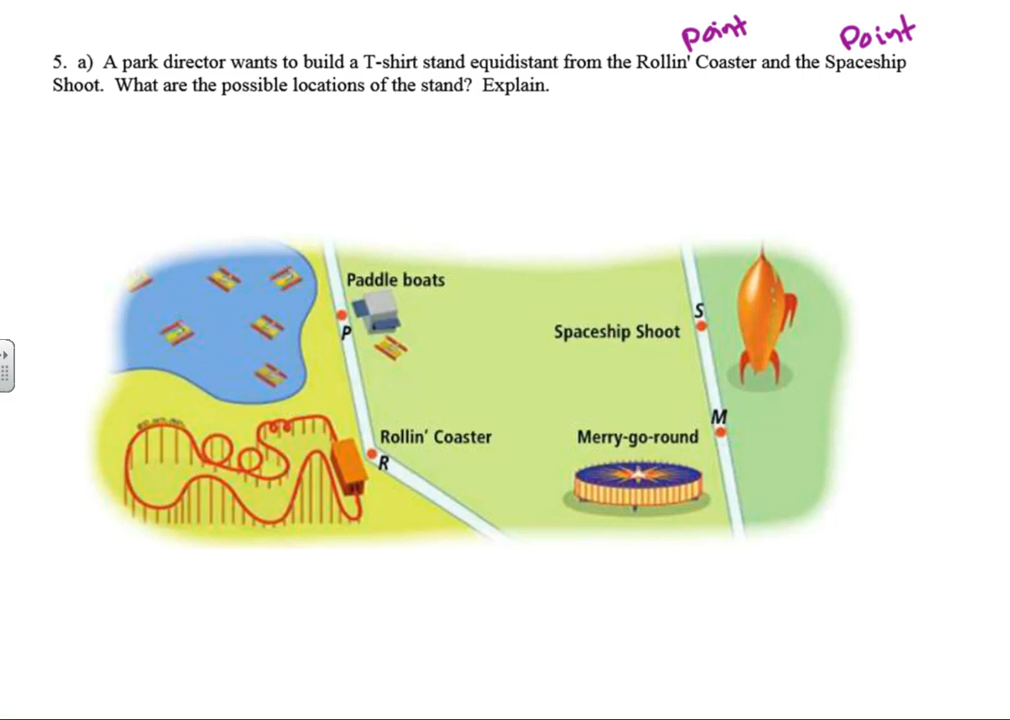 point Point
5. a) A park director wants to build a T-shirt stand equidistant from the Rollin' Coaster and the Spaceship
Shoot. What are the possible locations of the stand? Explain.
Paddle boats
S
P
Spaceship Shoot
M
Rollin' Coaster
Merry-go-round
R